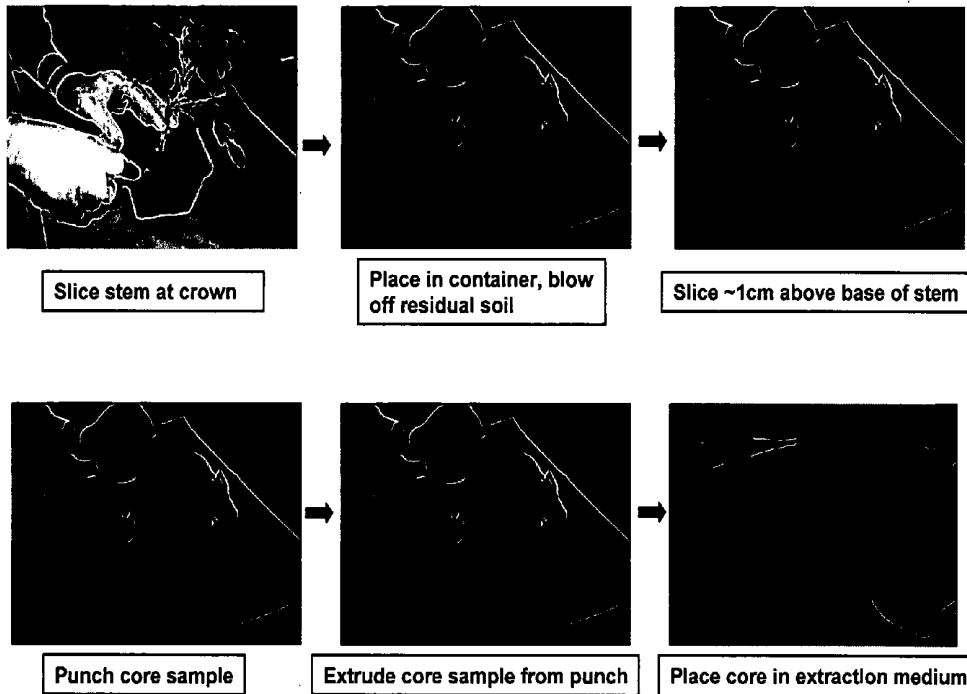 Slice stem at crown
Place in container, blow
off residual soil
Slice ~1cm above base of stem
Punch core sample
Extrude core sample from punch
Place core in extraction medium